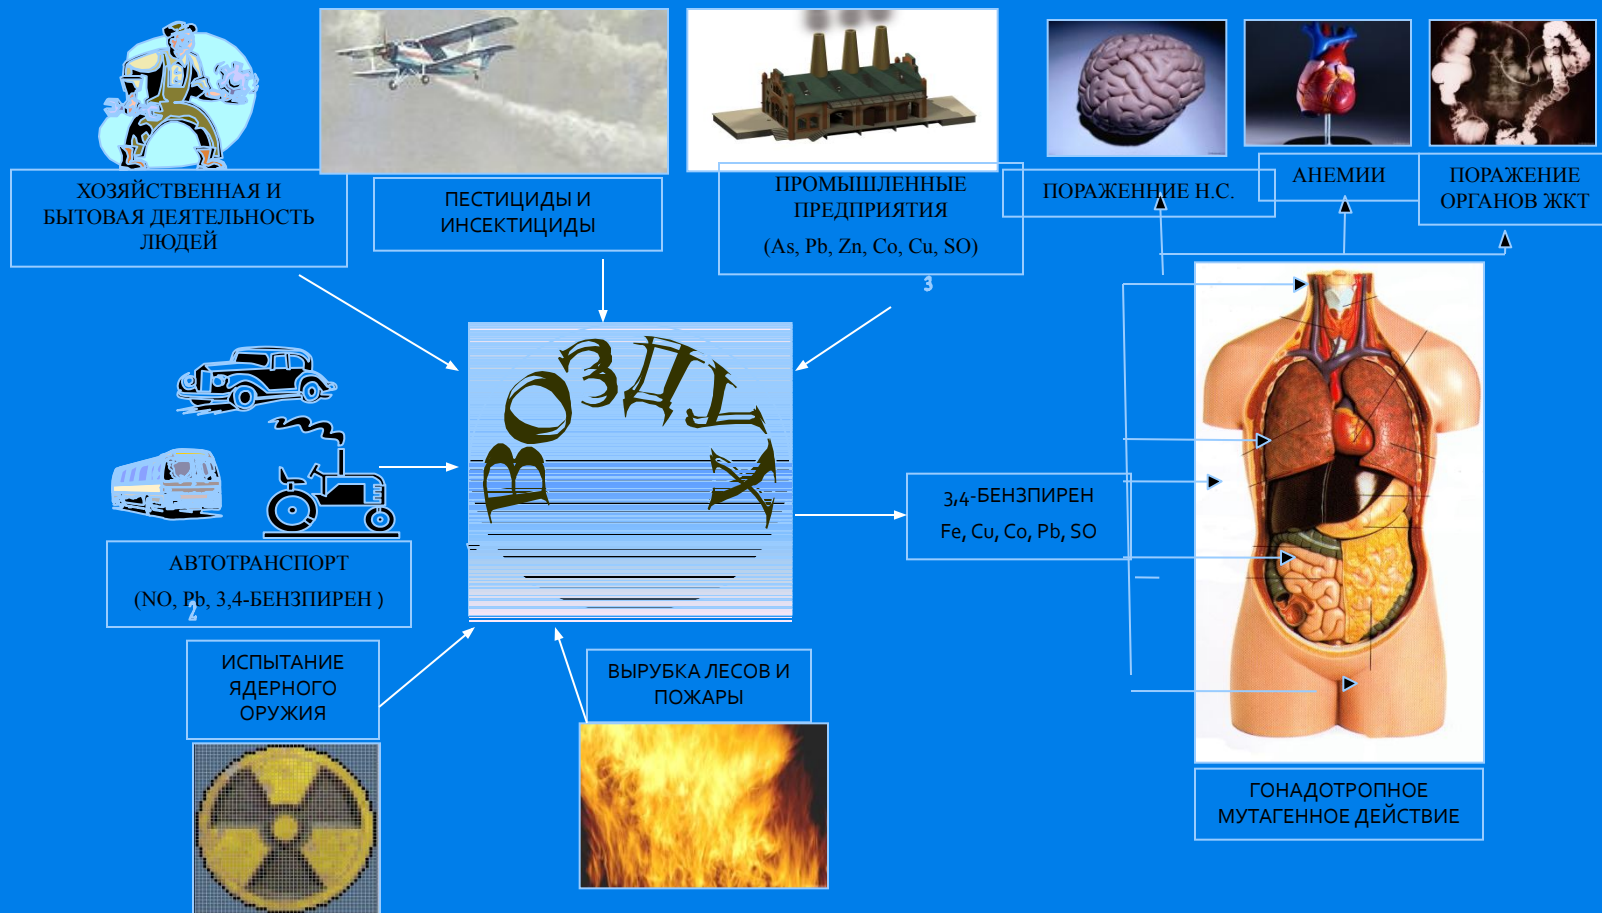 ХОЗЯЙСТВЕННАЯ И
БЫТОВАЯ ДЕЯТЕЛЬНОСТЬ
ЛЮДЕЙ
ПЕСТИЦИДЫ И
ИНСЕКТИЦИДЫ
ПРОМЫШЛЕННЫЕ
ПРЕДПРИЯТИЯ
(As, Pb, Zn, Co, Cu, SO)
3
ПОРАЖЕННИЕ Н.С.
АНЕМИИ
ПОРАЖЕНИЕ
ОРГАНОВ ЖКТ
ВОЗДУХ
АВТОТРАНСПОРТ
(NO, Pb, 3,4-БЕНЗПИРЕН )
2
3,4-БЕНЗПИРЕН
Fe, Cu, Co, Pb, SO
ИСПЫТАНИЕ
ЯДЕРНОГО
ОРУЖИЯ
ВЫРУБКА ЛЕСОВ И
ПОЖАРЫ
ГОНАДОТРОПНОЕ
МУТАГЕННОЕ ДЕЙСТВИЕ